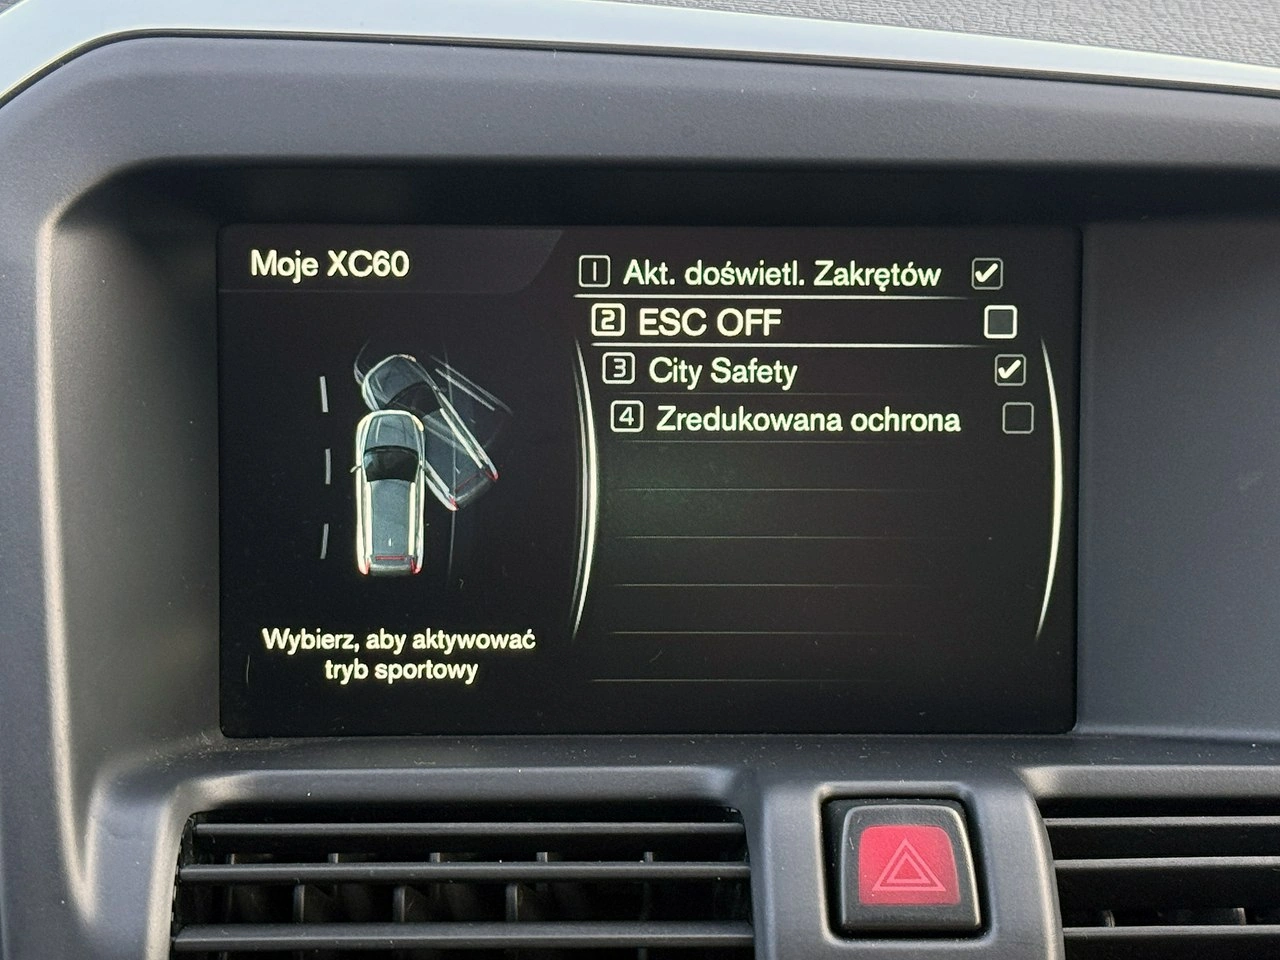 Moje XC60
1 Akt. doświetl. Zakrętów
2 ESC OFF
3 City Safety
4 Zredukowana ochrona
Wybierz, aby aktywować
tryb sportowy